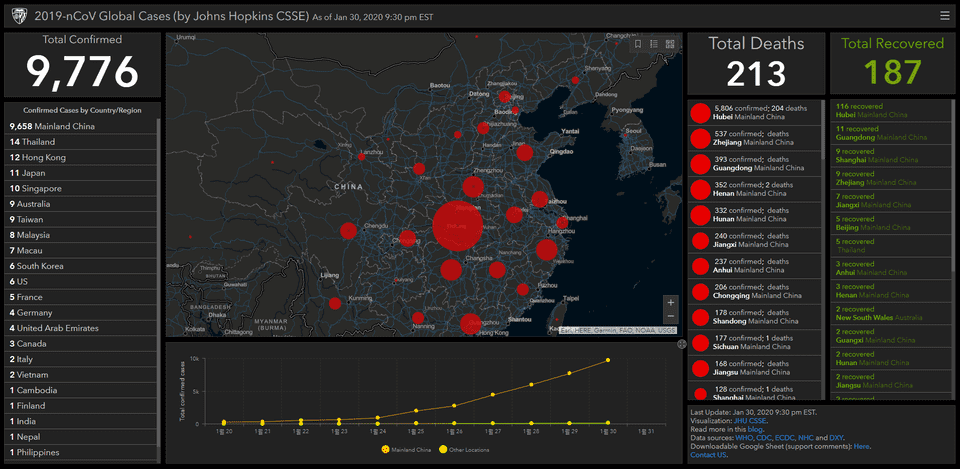 2019-nCoV Global Cases (by Johns Hopkins CSSE) As of Jan 30, 2020 9:30 pm EST
Total Confirmed
9,776
Confirmed Cases by Country/Region
9,658 Mainland China
14 Thailand
12 Hong Kong
11 Japan
10 Singapore
9 Australia
9 Taiwan
8 Malaysia
7 Macau
6 South Korea
6 US
5 France
4 Germany
4 United Arab Emirates
3 Canada
2 Italy
2 Vietnam
1 Cambodia
1 Finland
1 India
1 Nepal
1 Philippines
Urumqi
Changch
Shenyang
Zhangjiakou
Baotou
Datong
Beijing
Dandong
Baoding
Pyongyang
Shijiazhuang
Yantai
Seoul
Handan
Jinan
Daejeon
Xining
Lanzhou
Qingdao
Busan
Zhengzhou
Xi'an
CHINA
Shanghai
Chengdu
Hangzhou
Chongqing
Nanchang
Changsha
Lijiang
Thimphu
BHUTAN
Guwahati
Guiyang
Fuzhou
Kunming
Quanzhou
Taipei
BANGLADESH
Dhaka
MYANMAR
(BURMA)
Kolkata
Chittagong
Nanning
Guangzhou
Shantou
Hong Kong
+
−
Esri, HERE, Garmin, FAO, NOAA, USGS
Total confirmed cases
10k
5k
0
1월 20
1월 21
1월 22
1월 23
1월 24
1월 25
1월 26
1월 27
1월 28
1월 29
1월 30
1월 31
Mainland China
Other Locations
Total Deaths
213
5,806 confirmed; 204 deaths
Hubei Mainland China
537 confirmed; deaths
Zhejiang Mainland China
393 confirmed; deaths
Guangdong Mainland China
352 confirmed; 2 deaths
Henan Mainland China
332 confirmed; deaths
Hunan Mainland China
240 confirmed; deaths
Jiangxi Mainland China
237 confirmed; deaths
Anhui Mainland China
206 confirmed; deaths
Chongqing Mainland China
178 confirmed; deaths
Shandong Mainland China
177 confirmed; 1 deaths
Sichuan Mainland China
168 confirmed; deaths
Jiangsu Mainland China
128 confirmed; 1 deaths
Shanghai Mainland China
Total Recovered
187
116 recovered
Hubei Mainland China
11 recovered
Guangdong Mainland China
9 recovered
Shanghai Mainland China
9 recovered
Zhejiang Mainland China
7 recovered
Jiangxi Mainland China
5 recovered
Beijing Mainland China
5 recovered
Thailand
3 recovered
Anhui Mainland China
3 recovered
Henan Mainland China
2 recovered
New South Wales Australia
2 recovered
Guangxi Mainland China
2 recovered
Hunan Mainland China
2 recovered
Jiangsu Mainland China
2 recovered
Last Update: Jan 30, 2020 9:30 pm EST.
Visualization: JHU CSSE.
Read more in this blog.
Data sources: WHO, CDC, ECDC, NHC and DXY.
Downloadable Google Sheet (support comments): Here.
Contact US.